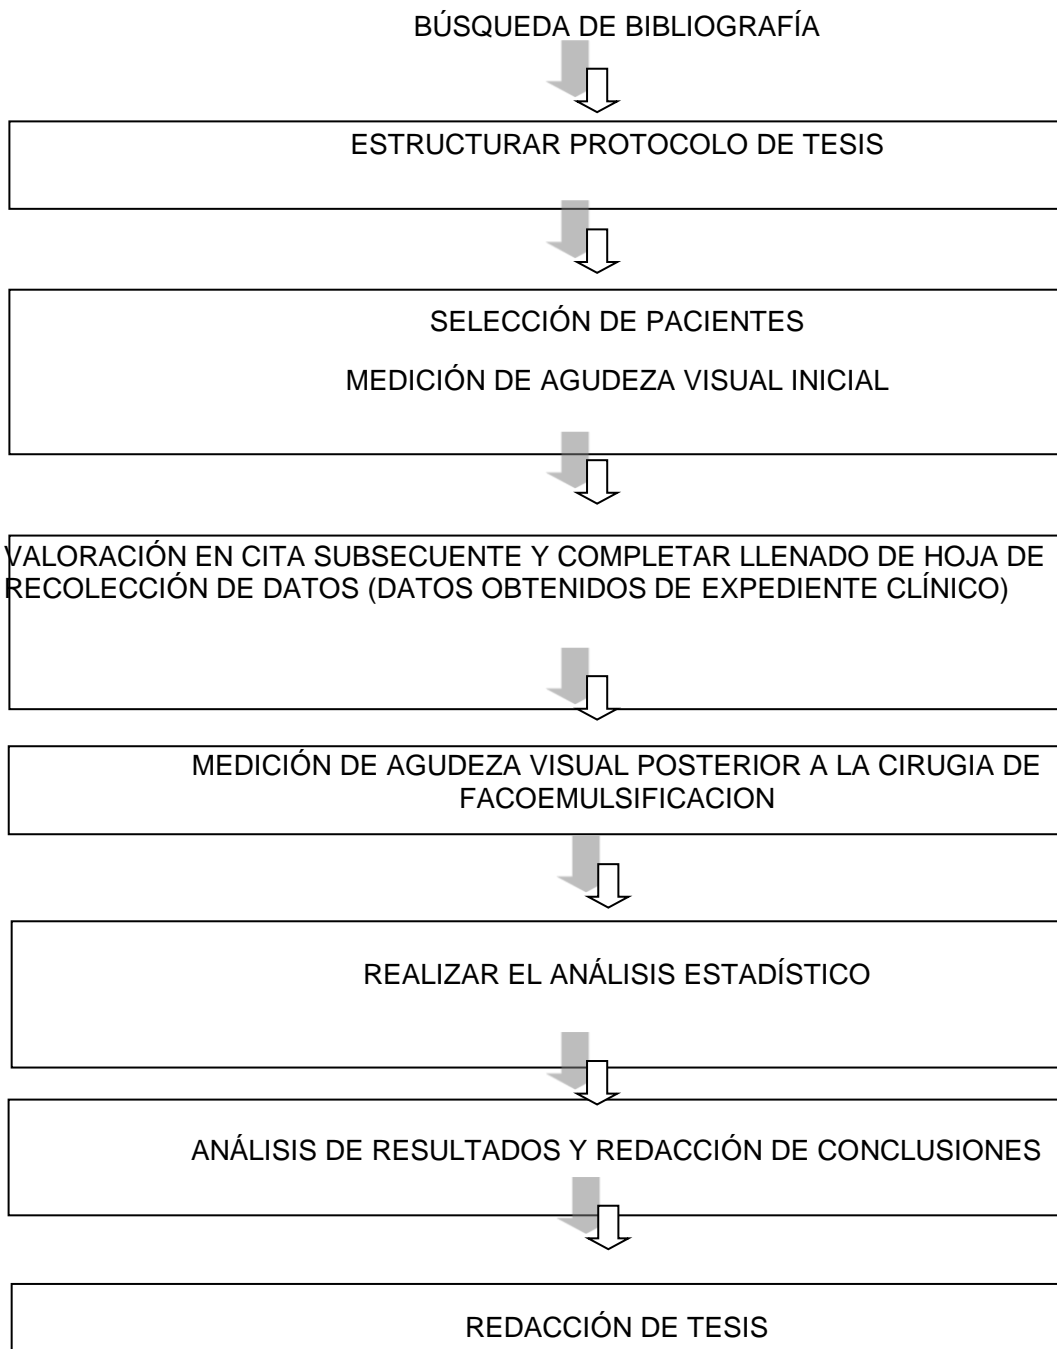 BÚSQUEDA DE BIBLIOGRAFÍA
ESTRUCTURAR PROTOCOLO DE TESIS
SELECCIÓN DE PACIENTES
MEDICIÓN DE AGUDEZA VISUAL INICIAL
VALORACIÓN EN CITA SUBSECUENTE Y COMPLETAR LLENADO DE HOJA DE
RECOLECCIÓN DE DATOS (DATOS OBTENIDOS DE EXPEDIENTE CLÍNICO)
MEDICIÓN DE AGUDEZA VISUAL POSTERIOR A LA CIRUGIA DE
FACOEMULSIFICACION
REALIZAR EL ANÁLISIS ESTADÍSTICO
ANÁLISIS DE RESULTADOS Y REDACCIÓN DE CONCLUSIONES
REDACCIÓN DE TESIS